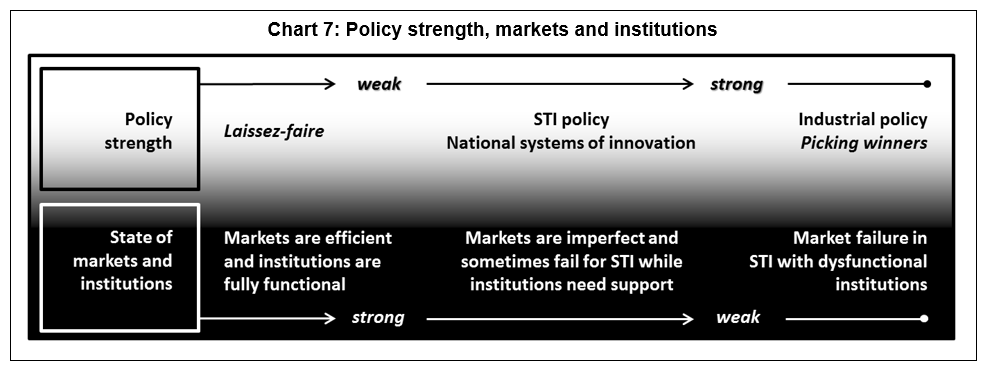 Chart 7: Policy strength, markets and institutions
weak
strong
Policy
strength
Laissez-faire
STI policy
National systems of innovation
Industrial policy
Picking winners
State of
markets and
institutions
Markets are efficient
and institutions are
fully functional
Markets are imperfect and
sometimes fail for STI while
institutions need support
Market failure in
STI with dysfunctional
institutions
strong
weak